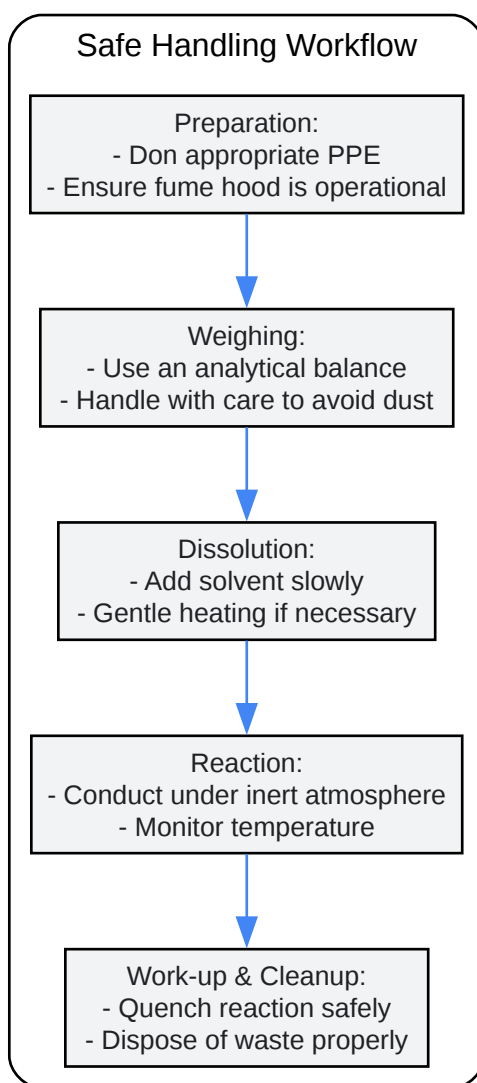 Safe Handling Workflow
Preparation:
- Don appropriate PPE
- Ensure fume hood is operational
Weighing:
- Use an analytical balance
- Handle with care to avoid dust
Dissolution:
- Add solvent slowly
- Gentle heating if necessary
Reaction:
- Conduct under inert atmosphere
- Monitor temperature
Work-up & Cleanup:
- Quench reaction safely
- Dispose of waste properly